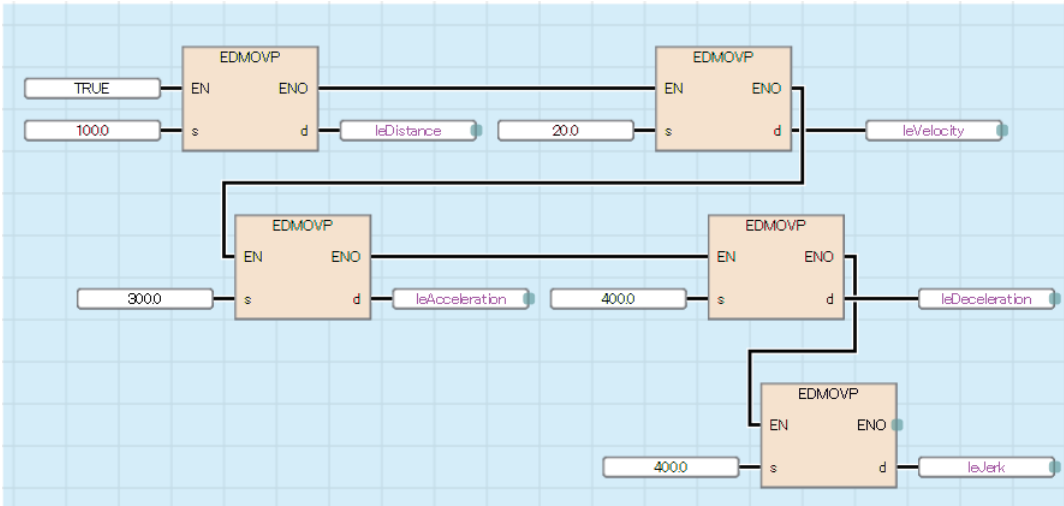 EDMOVP EDMOVP
TRUE EN ENO EN ENO
100.0 s d leDistance 20.0 s d leVelocity
EDMOVP EDMOVP
EN ENO EN ENO
300.0 s d leAcceleration 400.0 s d leDeceleration
EDMOVP
EN ENO
400.0 s d leJerk